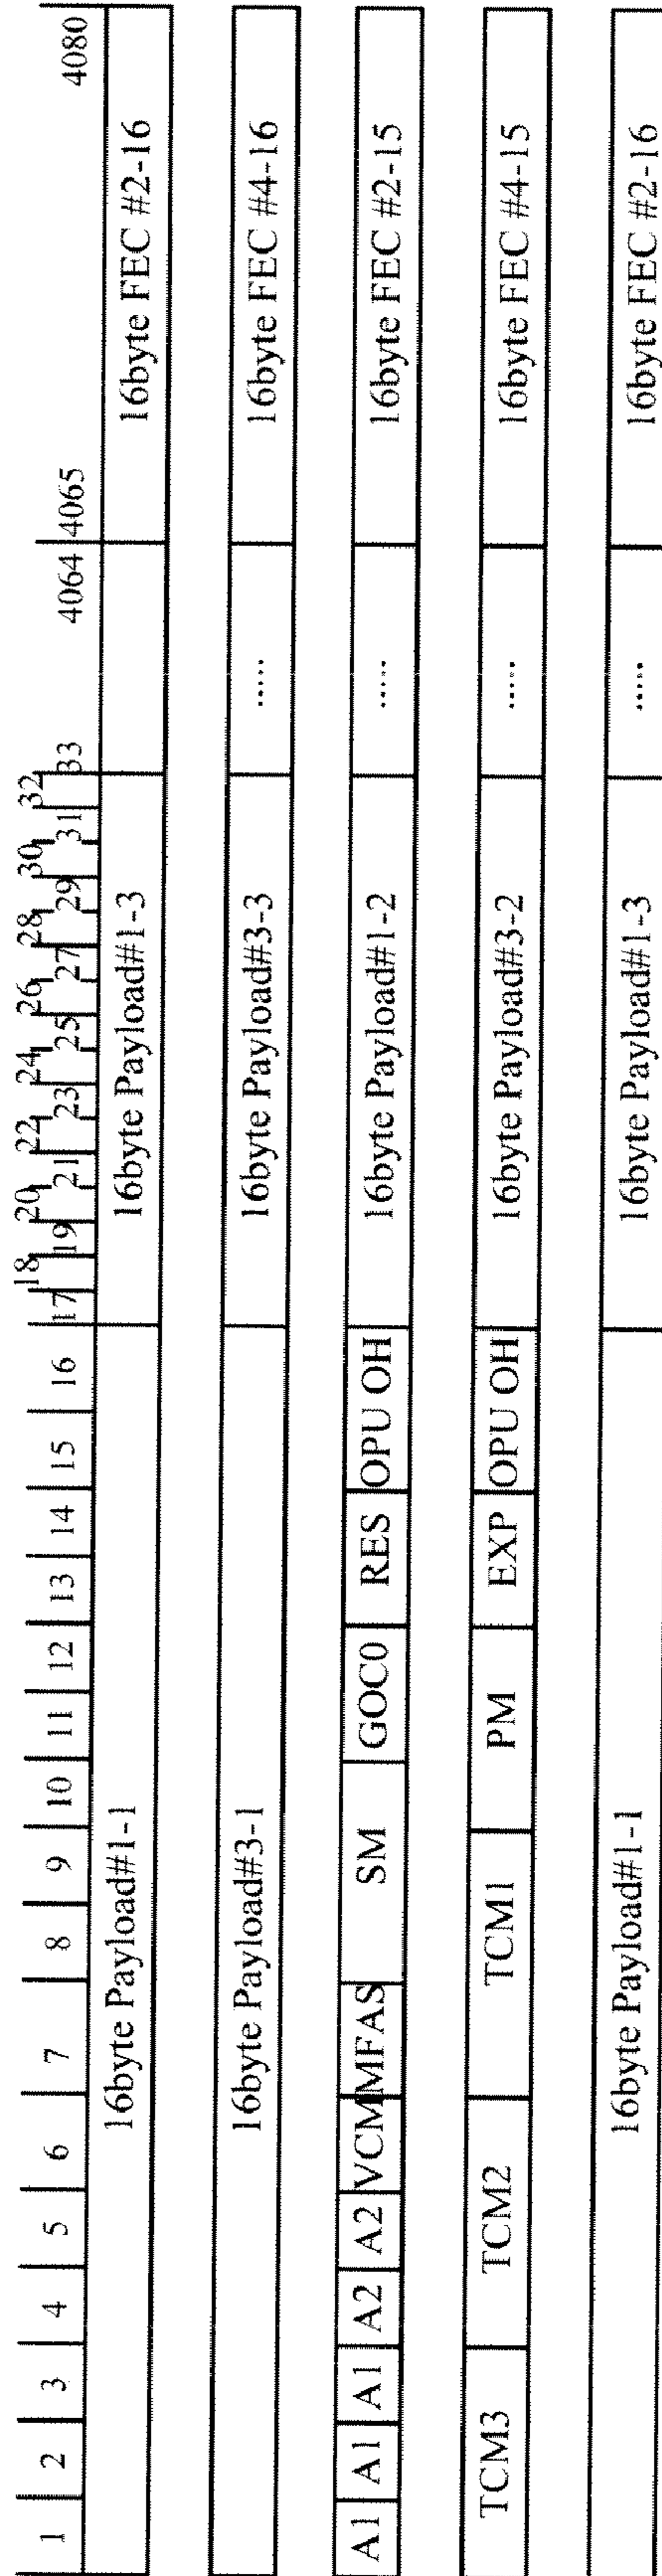 1 2 3 4 5 6 7 8 9 10 11 12 13 14 15 16 17 18 19 20 21 22 23 24 25 26 27 28 29 30 31 32 33 4064 4065 4080
16byte Payload#1-1 16byte Payload#1-3 16byte FEC #2-16
16byte Payload#3-1 16byte Payload#3-3 ..... 16byte FEC #4-16
A1 A1 A1 A2 A2 VCM MFAS SM GOC0 RES OPU OH 16byte Payload#1-2 ..... 16byte FEC #2-15
TCM3 TCM2 TCM1 PM EXP OPU OH 16byte Payload#3-2 ..... 16byte FEC #4-15
16byte Payload#1-1 16byte Payload#1-3 ..... 16byte FEC #2-16